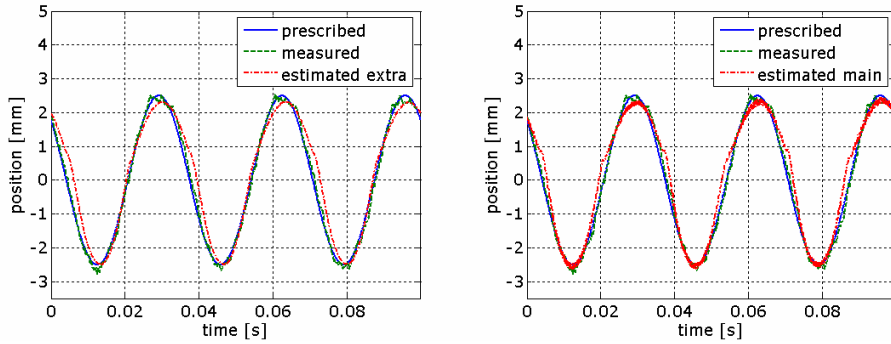 5
4
3
2
1
0
-1
-2
-3
position [mm]
prescribed
measured
estimated extra
0 0.02 0.04 0.06 0.08
time [s]
5
4
3
2
1
0
-1
-2
-3
position [mm]
prescribed
measured
estimated main
0 0.02 0.04 0.06 0.08
time [s]